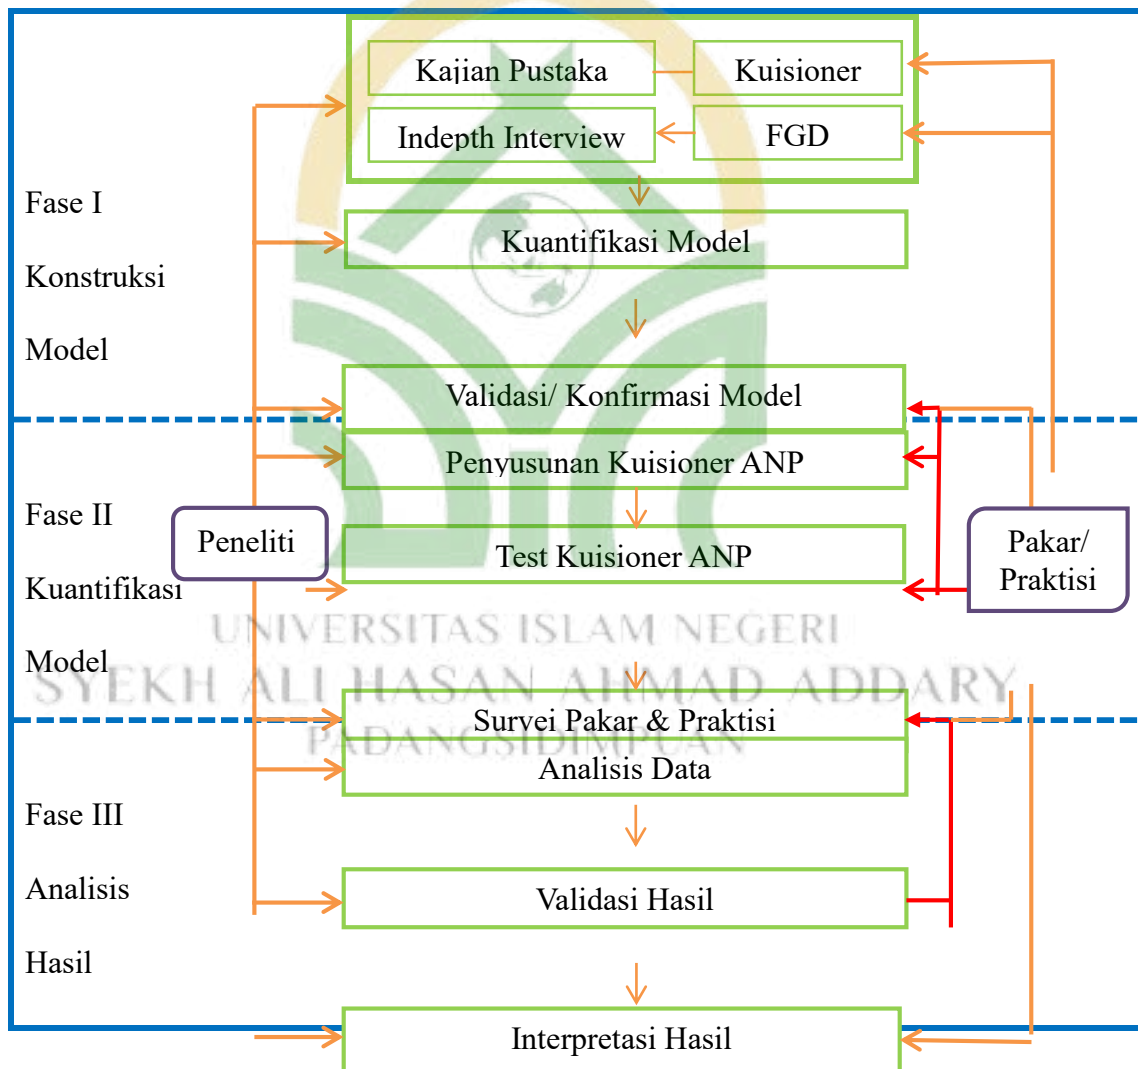 Kajian Pustaka
Kuisioner
Indepth Interview
FGD
Fase I
Konstruksi
Model
Kuantifikasi Model
Validasi/ Konfirmasi Model
Penyusunan Kuisioner ANP
Fase II
Kuantifikasi
Model
Peneliti
Test Kuisioner ANP
Pakar/
Praktisi
UNIVERSITAS ISLAM NEGERI
SYEKH ALI HASAN AHMAD ADDARY
PADANGSIDIMPUAN
Survei Pakar & Praktisi
Analisis Data
Fase III
Analisis
Hasil
Validasi Hasil
Interpretasi Hasil